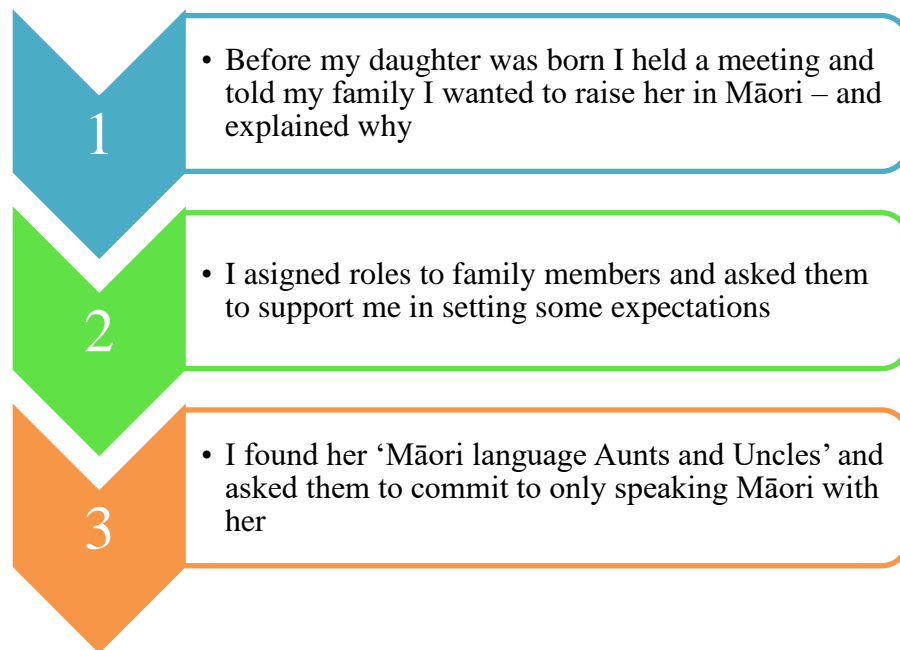 1
• Before my daughter was born I held a meeting and
told my family I wanted to raise her in Māori – and
explained why
2
• I asigned roles to family members and asked them
to support me in setting some expectations
3
• I found her ‘Māori language Aunts and Uncles’ and
asked them to commit to only speaking Māori with
her